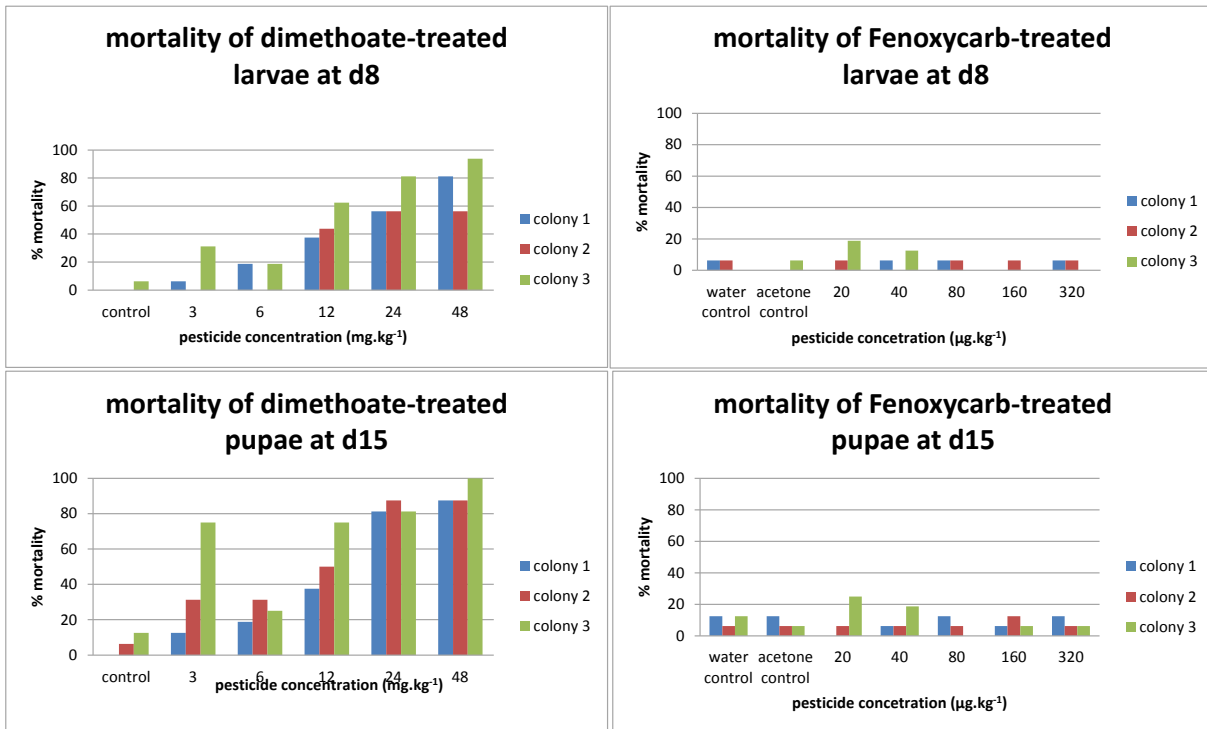 mortality of dimethoate-treated
larvae at d8
% mortality
100
80
60
40
20
0
control 3 6 12 24 48
pesticide concentration (mg.kg-1)
colony 1
colony 2
colony 3
mortality of Fenoxycarb-treated
larvae at d8
% mortality
100
80
60
40
20
0
water acetone 20 40 80 160 320
control control
pesticide concetration (µg.kg-1)
colony 1
colony 2
colony 3
mortality of dimethoate-treated
pupae at d15
% mortality
100
80
60
40
20
0
control 3 6 12 24 48
pesticide concentration (mg.kg-1)
colony 1
colony 2
colony 3
mortality of Fenoxycarb-treated
pupae at d15
% mortality
100
80
60
40
20
0
water acetone 20 40 80 160 320
control control
pesticide concetration (µg.kg-1)
colony 1
colony 2
colony 3